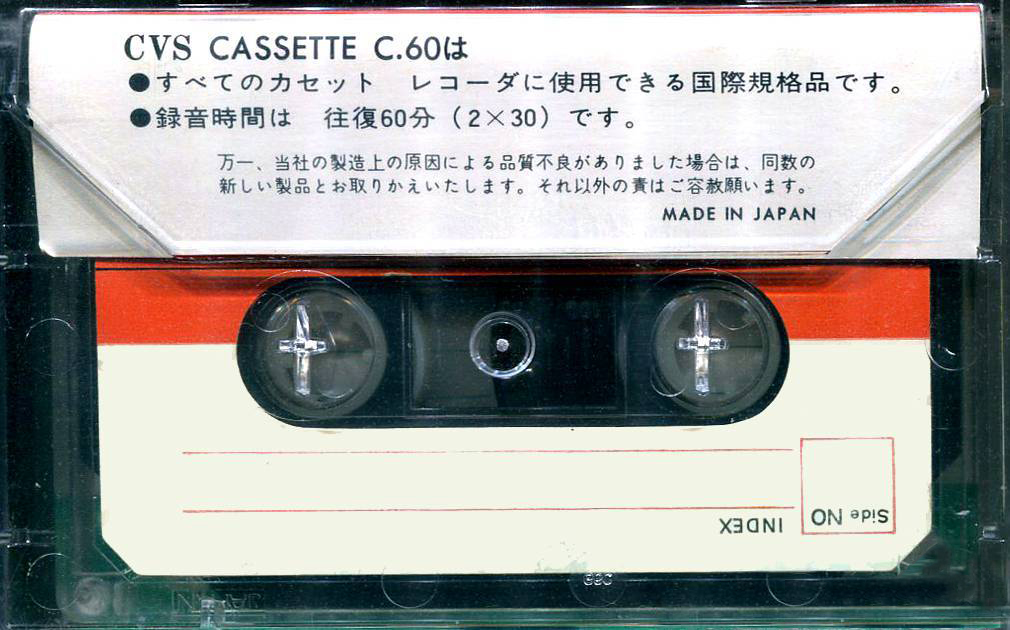 CVS CASSETTE C.60は
●すべてのカセット　レコーダに使用できる国際規格品です。
●録音時間は　往復60分（2×30）です。
万一、当社の製造上の原因による品質不良がありました場合は、同数の
新しい製品とお取りかえいたします。それ以外の責はご容赦願います。
MADE IN JAPAN
Side NO
INDEX
JAPAN